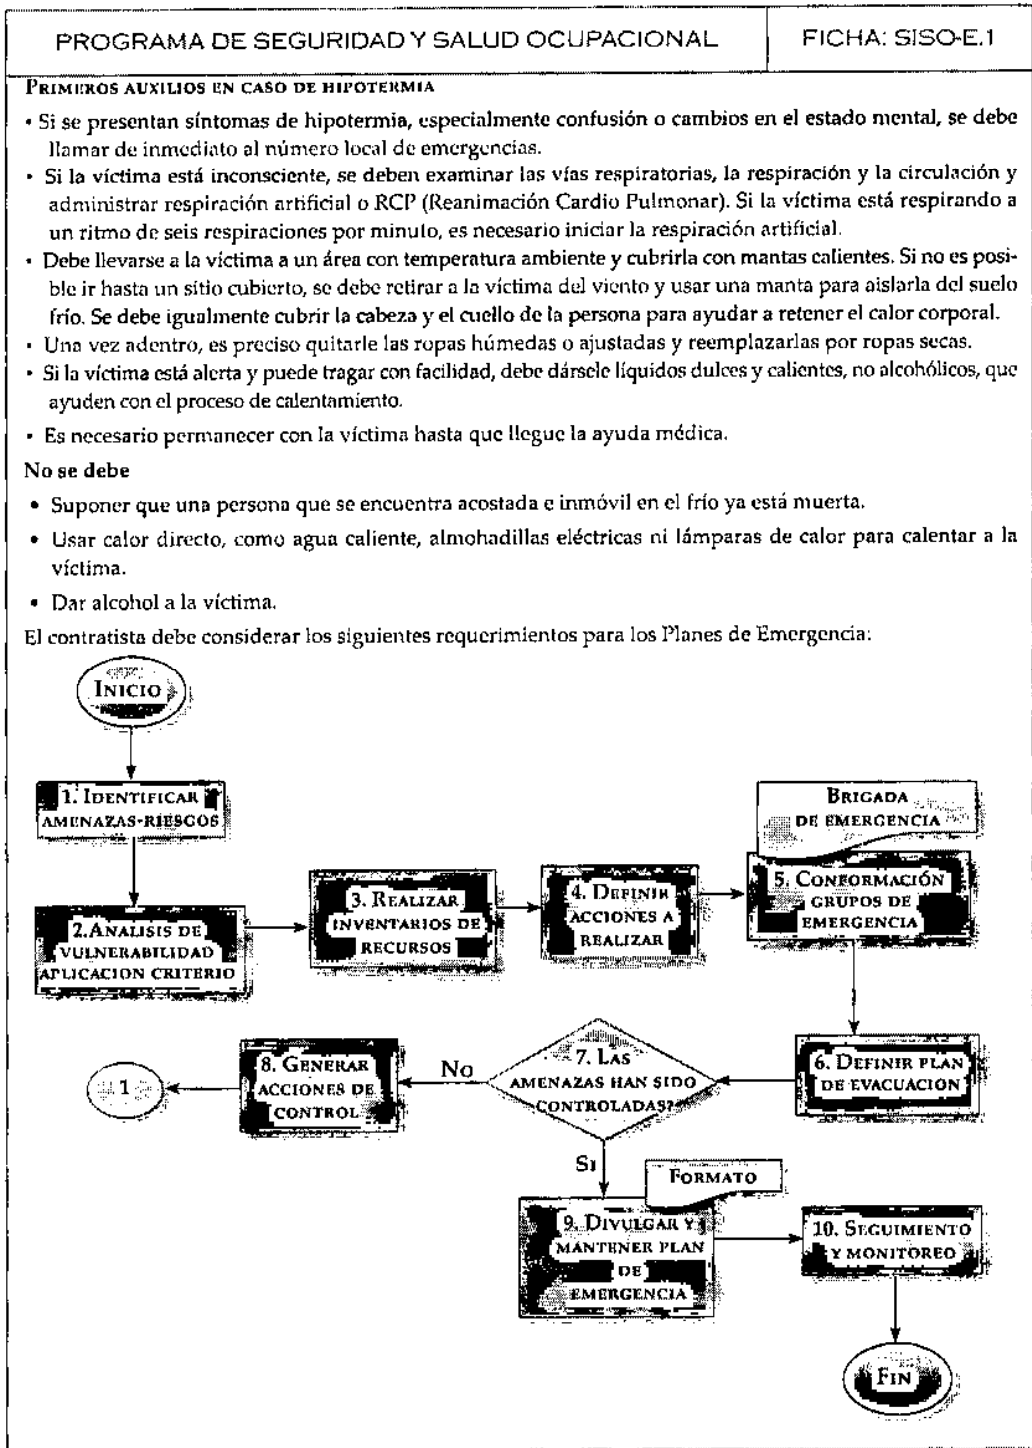 PROGRAMA DE SEGURIDAD Y SALUD OCUPACIONAL
FICHA: SISO-E.1
PRIMEROS AUXILIOS EN CASO DE HIPOTERMIA
• Si se presentan síntomas de hipotermia, especialmente confusión o cambios en el estado mental, se debe
llamar de inmediato al número local de emergencias.
• Si la víctima está inconsciente, se deben examinar las vías respiratorias, la respiración y la circulación y
administrar respiración artificial o RCP (Reanimación Cardio Pulmonar). Si la víctima está respirando a
un ritmo de seis respiraciones por minuto, es necesario iniciar la respiración artificial.
• Debe llevarse a la víctima a un área con temperatura ambiente y cubrirla con mantas calientes. Si no es posi-
ble ir hasta un sitio cubierto, se debe retirar a la víctima del viento y usar una manta para aislarla del suelo
frío. Se debe igualmente cubrir la cabeza y el cuello de la persona para ayudar a retener el calor corporal.
• Una vez adentro, es preciso quitarle las ropas húmedas o ajustadas y reemplazarlas por ropas secas.
• Si la víctima está alerta y puede tragar con facilidad, debe dársele líquidos dulces y calientes, no alcohólicos, que
ayuden con el proceso de calentamiento.
• Es necesario permanecer con la víctima hasta que llegue la ayuda médica.
No se debe
• Suponer que una persona que se encuentra acostada e inmóvil en el frío ya está muerta.
• Usar calor directo, como agua caliente, almohadillas eléctricas ni lámparas de calor para calentar a la
víctima.
• Dar alcohol a la víctima.
El contratista debe considerar los siguientes requerimientos para los Planes de Emergencia:
INICIO
1. IDENTIFICAR
AMENAZAS-RIESGOS
2.ANALISIS DE
VULNERABILIDAD
APLICACION CRITERIO
3. REALIZAR
INVENTARIOS DE
RECURSOS
4. DEFINIR
ACCIONES A
REALIZAR
BRIGADA
DE EMERGENCIA
5. CONFORMACIÓN
GRUPOS DE
EMERGENCIA
6. DEFINIR PLAN
DE EVACUACIÓN
7. LAS
AMENAZAS HAN SIDO
CONTROLADAS?
NO
8. GENERAR
ACCIONES DE
CONTROL
1
SI
FORMATO
9. DIVULGAR Y
MANTENER PLAN
DE
EMERGENCIA
10. SEGUIMIENTO
Y MONITOREO
FIN